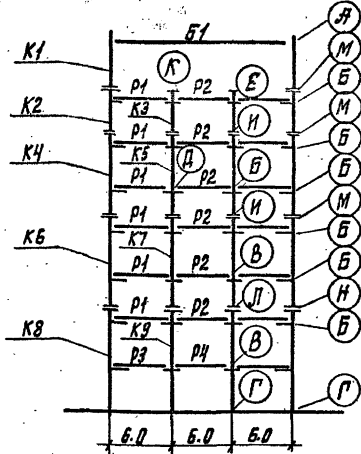 Б1
А
К1
К
М
Р1 Р2
Е
Б
К2
К3
И
М
Р1 Р2
Б
К4
К5
Д
Б
Р1 Р2
Б
И
М
Р1 Р2
Б
К6
К7
В
Б
Р1 Р2
Л
Н
Р1 Р2
Б
К8
К9
В
Р3 Р4
Г
Г
6.0 6.0 6.0